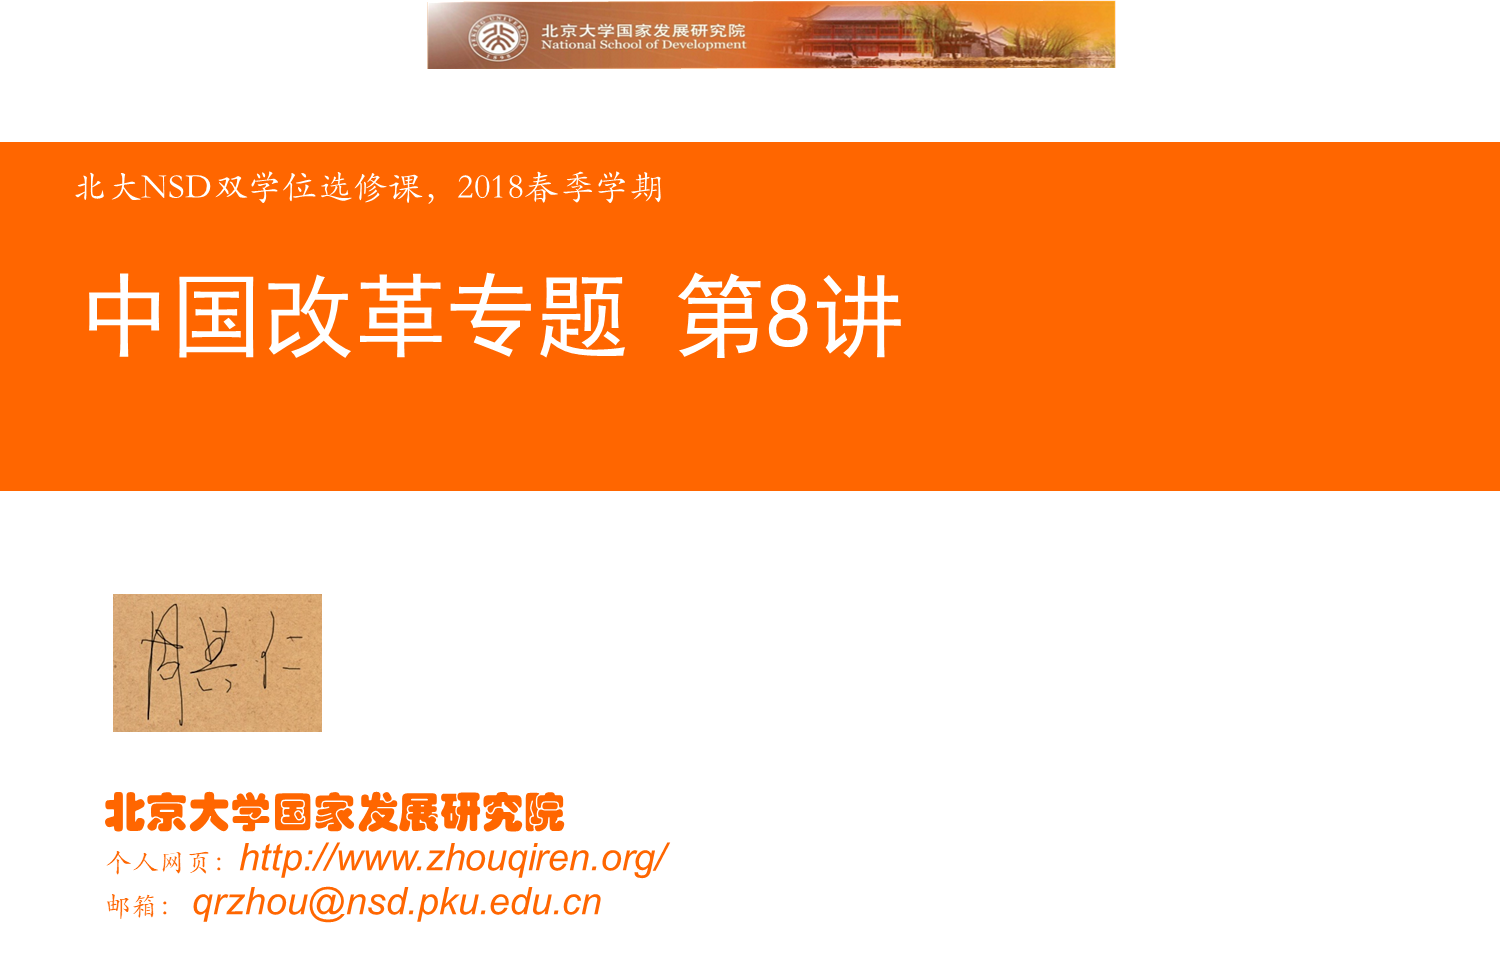 北京大学国家发展研究院
National School of Development
PEKING UNIVERSITY
1898
北大NSD双学位选修课，2018春季学期
中国改革专题 第8讲
周其仁
北京大学国家发展研究院
个人网页：http://www.zhouqiren.org/
邮箱： qrzhou@nsd.pku.edu.cn